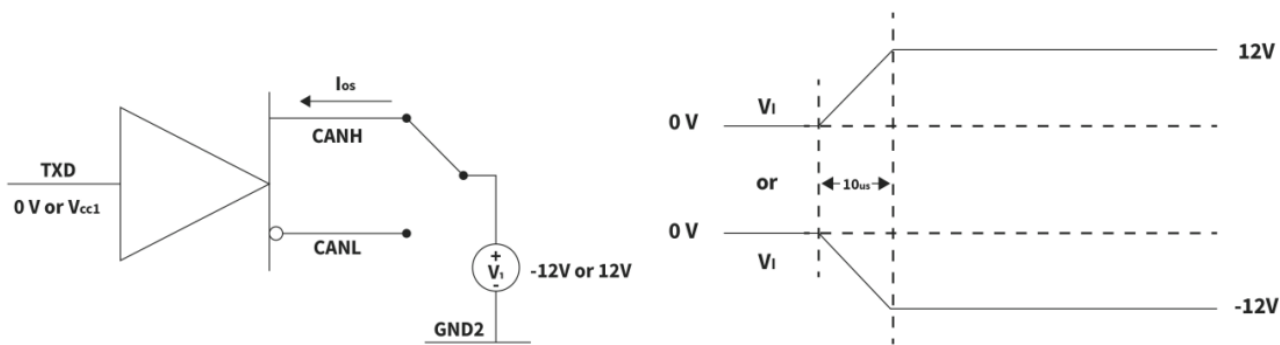 Ios
CANH
TXD
0 V or Vcc1
CANL
+
V1
-
-12V or 12V
GND2
12V
VI
0 V
or
10us
0 V
VI
-12V